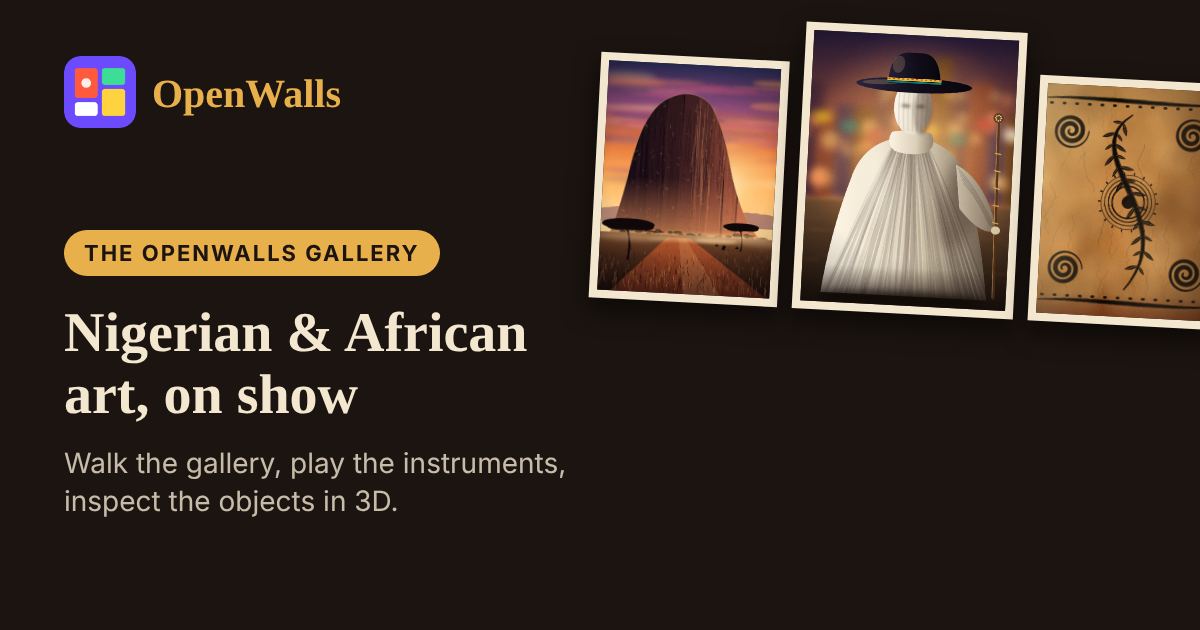 OpenWalls
THE OPENWALLS GALLERY
Nigerian & African
art, on show
Walk the gallery, play the instruments,
inspect the objects in 3D.